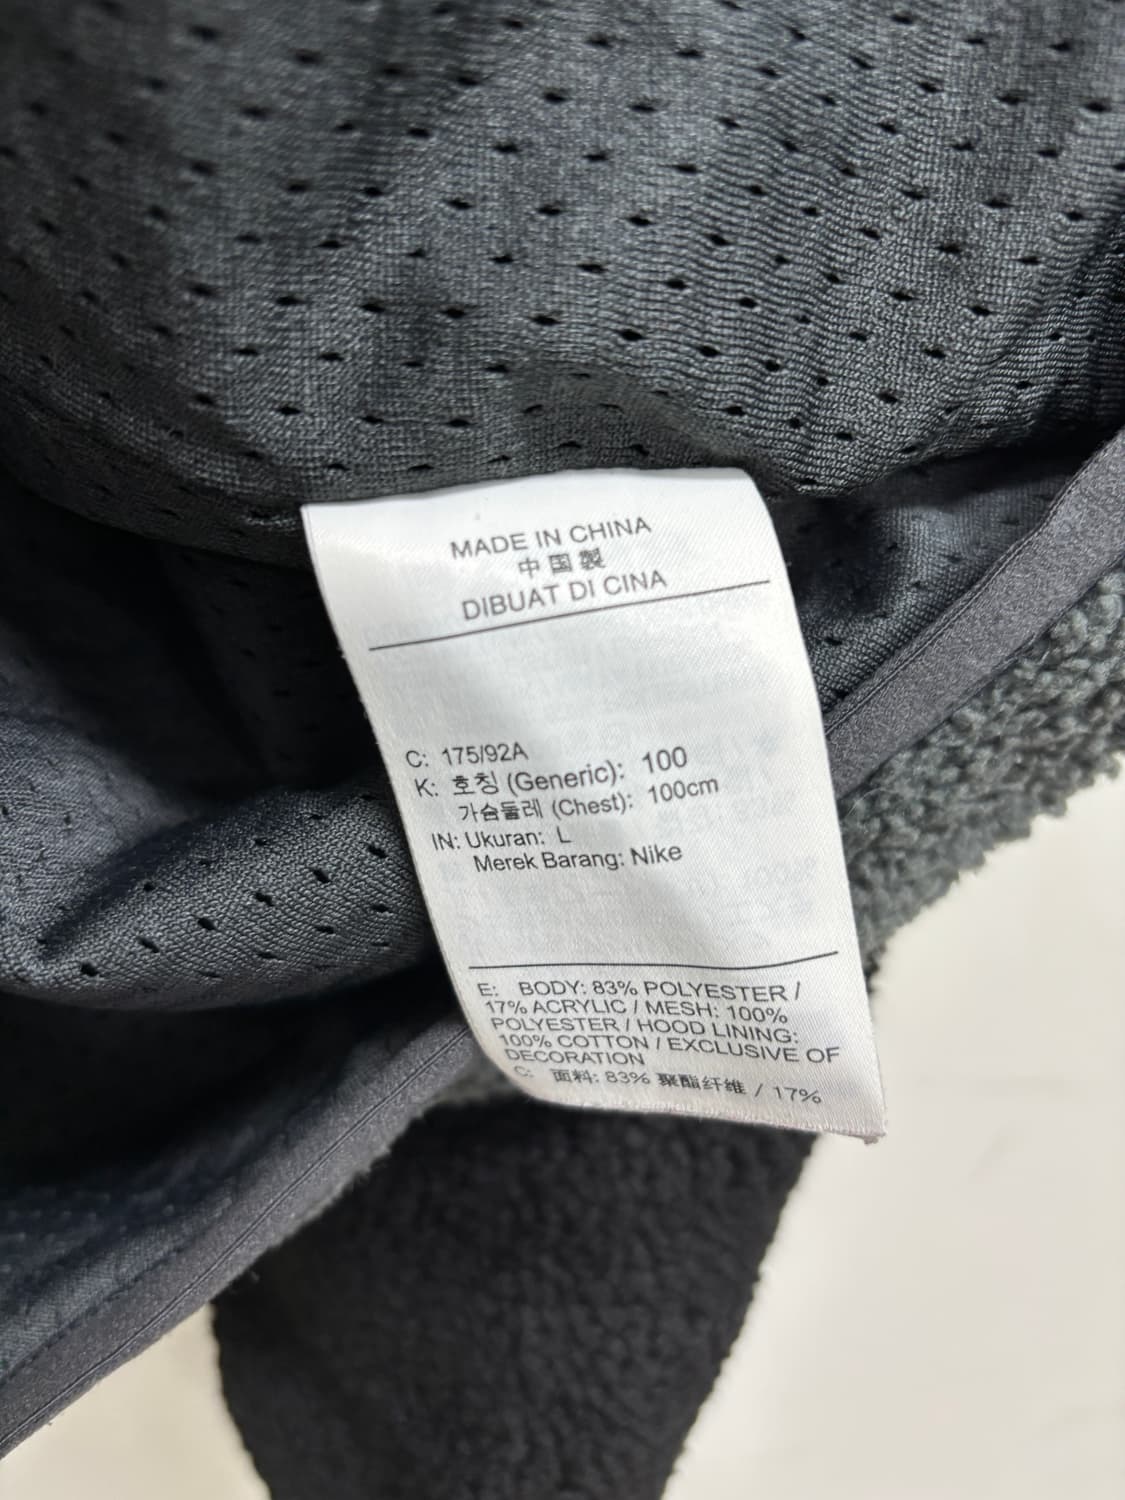 MADE IN CHINA
中国製
DIBUAT DI CINA
C: 175/92A
K: 호칭 (Generic): 100
가슴둘레 (Chest): 100cm
IN: Ukuran: L
Merek Barang: Nike
E: BODY: 83% POLYESTER /
17% ACRYLIC / MESH: 100%
POLYESTER / HOOD LINING:
100% COTTON / EXCLUSIVE OF
DECORATION
C: 面料: 83% 聚酯纤维 / 17%